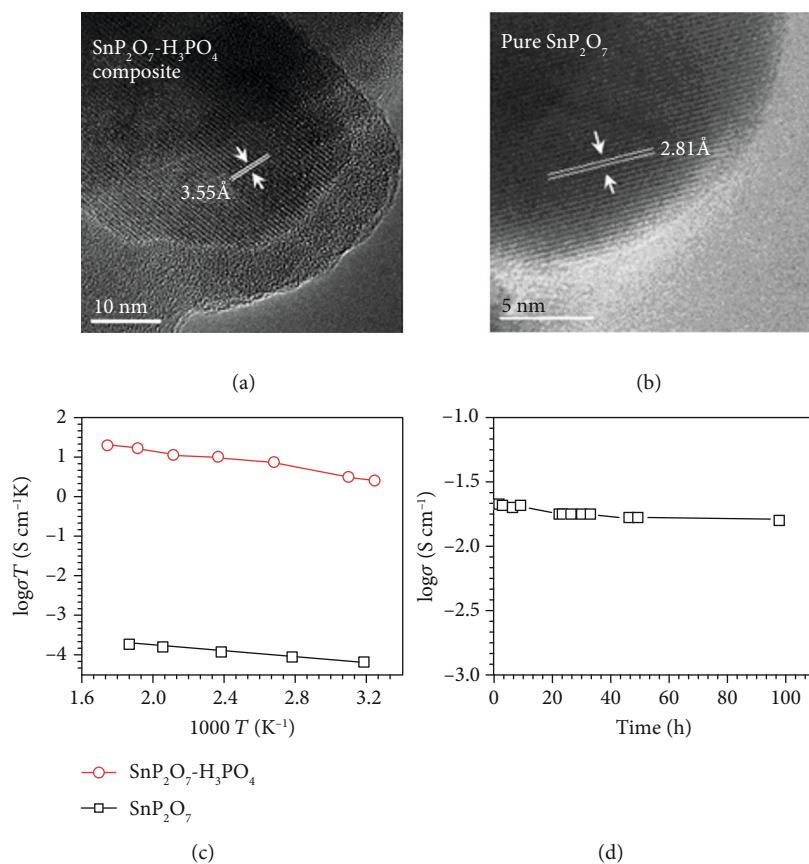 SnP₂O₇-H₃PO₄
composite
3.55Å
10 nm
(a)
Pure SnP₂O₇
2.81Å
5 nm
(b)
2
1
0
−1
−2
−3
−4
logσT (S cm⁻¹K)
1.6 2.0 2.4 2.8 3.2
1000 T (K⁻¹)
SnP₂O₇-H₃PO₄
SnP₂O₇
(c)
−1.0
−1.5
−2.0
−2.5
−3.0
logσ (S cm⁻¹)
0 20 40 60 80 100
Time (h)
(d)